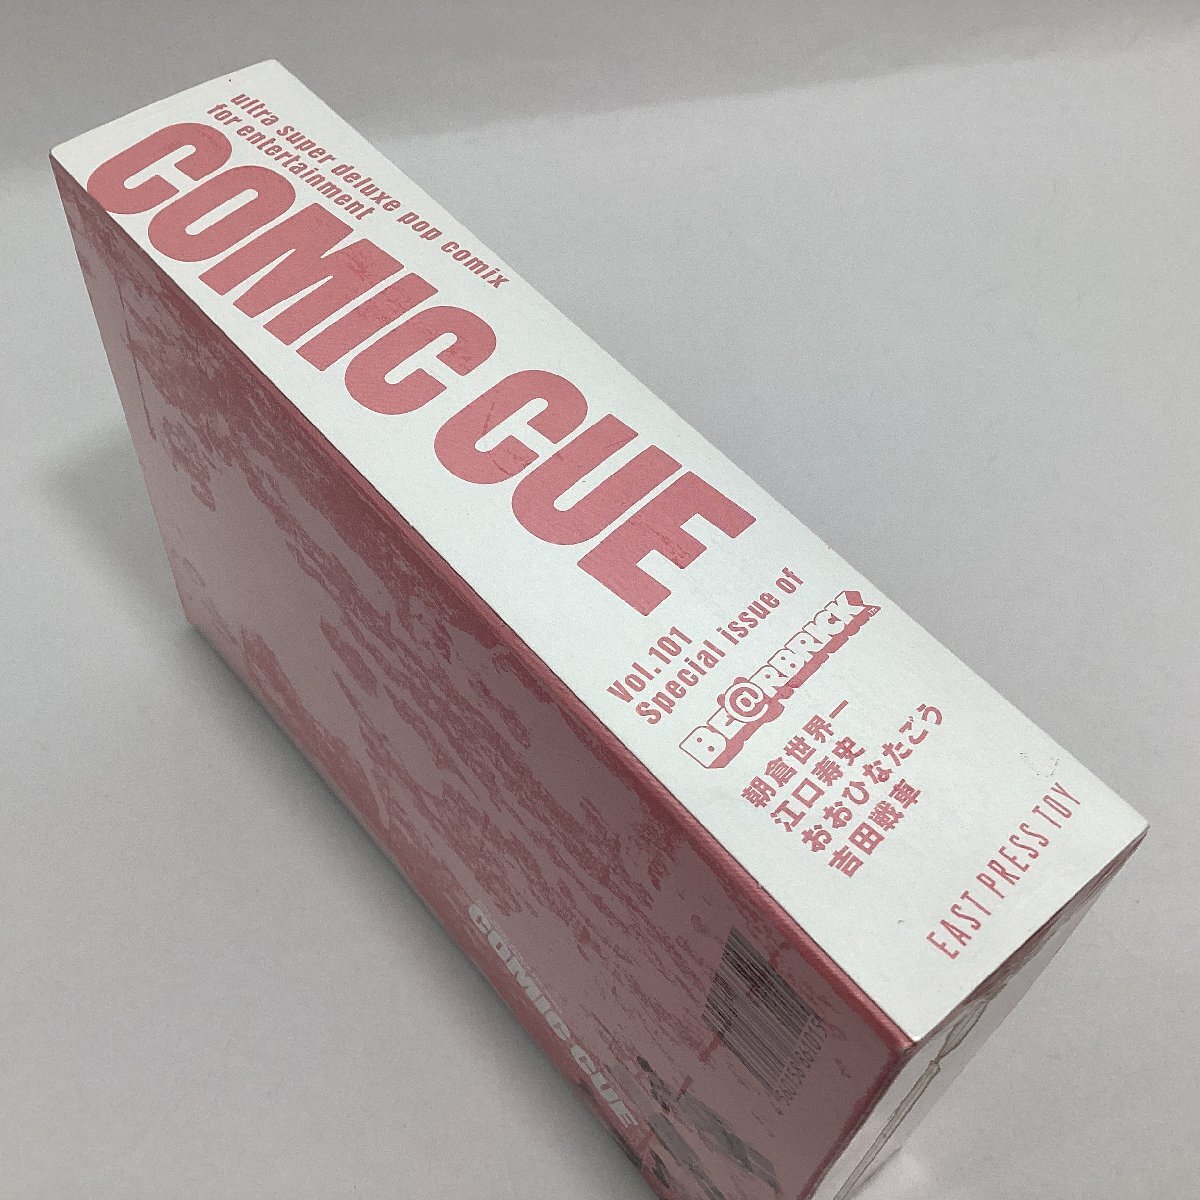 ultra super deluxe pop comix
for entertainment
COMIC CUE
Vol.101
Special issue of
BE@RBRICK TM
朝倉世界一
江口寿史
おおひなたごう
吉田戦車
EAST PRESS TOY
COMIC CUE